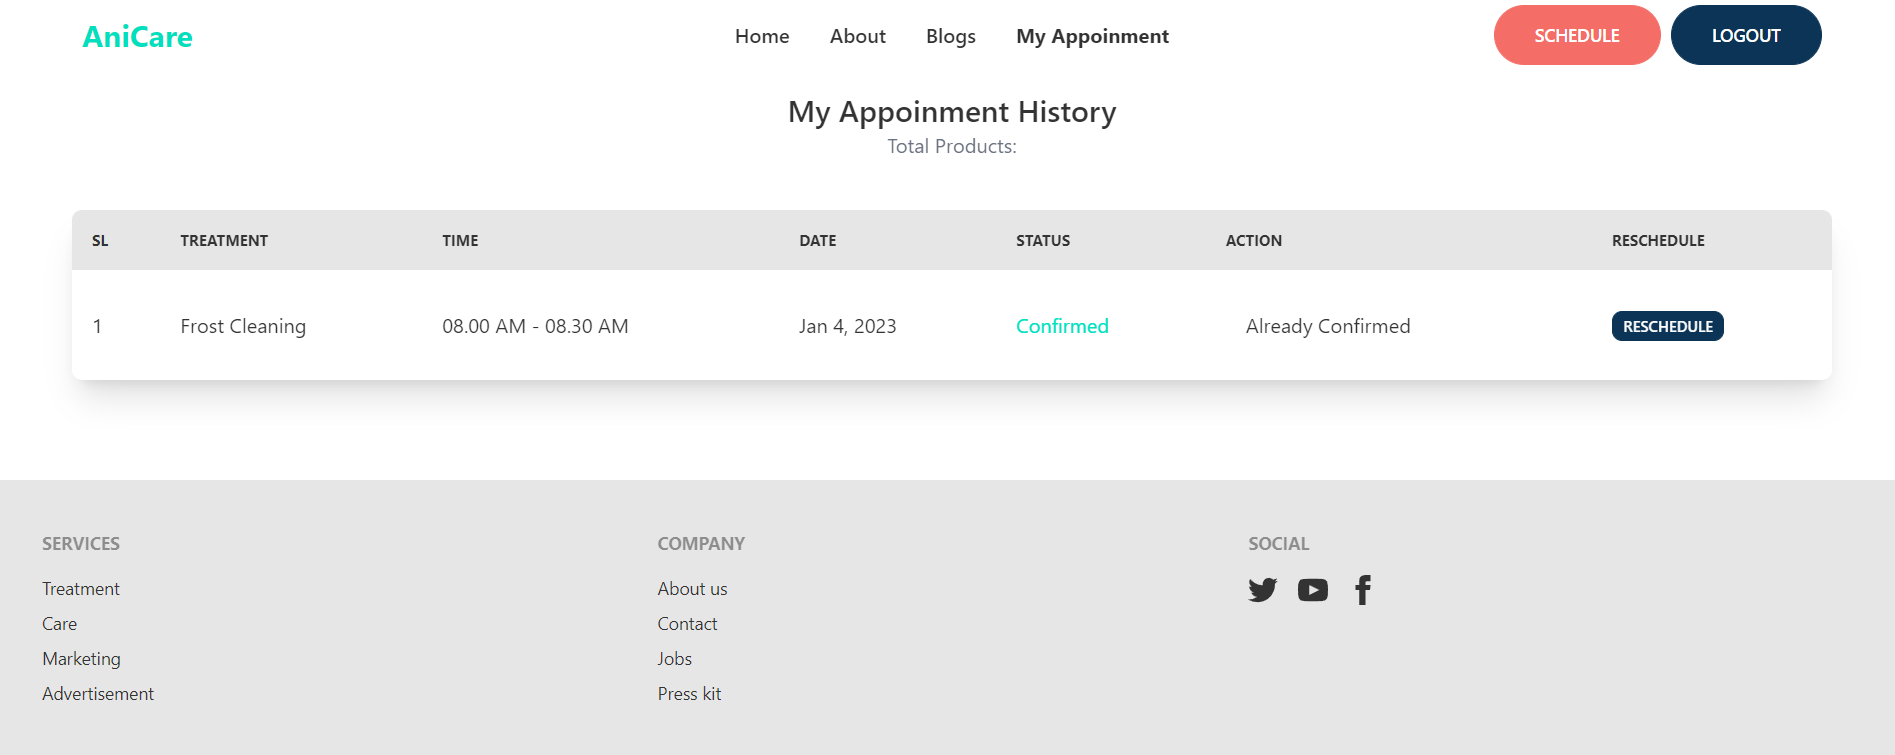 AniCare
Home About Blogs My Appoinment
SCHEDULE LOGOUT
My Appoinment History
Total Products:
SL TREATMENT TIME DATE STATUS ACTION RESCHEDULE
1 Frost Cleaning 08.00 AM - 08.30 AM Jan 4, 2023 Confirmed Already Confirmed RESCHEDULE
SERVICES
Treatment
Care
Marketing
Advertisement
COMPANY
About us
Contact
Jobs
Press kit
SOCIAL